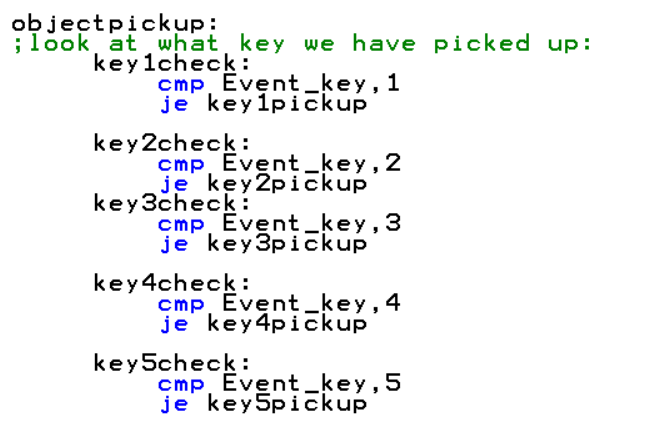 objectpickup:
;look at what key we have picked up:
key1check:
cmp Event_key,1
je key1pickup
key2check:
cmp Event_key,2
je key2pickup
key3check:
cmp Event_key,3
je key3pickup
key4check:
cmp Event_key,4
je key4pickup
key5check:
cmp Event_key,5
je key5pickup